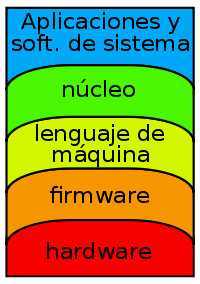 Aplicaciones y
soft. de sistema
núcleo
lenguaje de
máquina
firmware
hardware